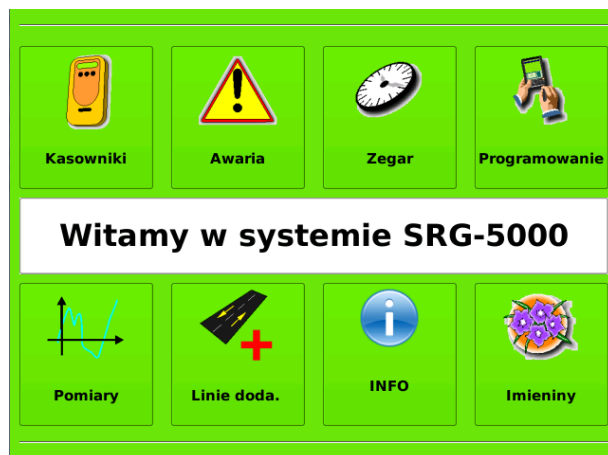 Kasowniki
Awaria
Zegar
Programowanie
Witamy w systemie SRG-5000
Pomiary
Linie doda.
INFO
Imieniny